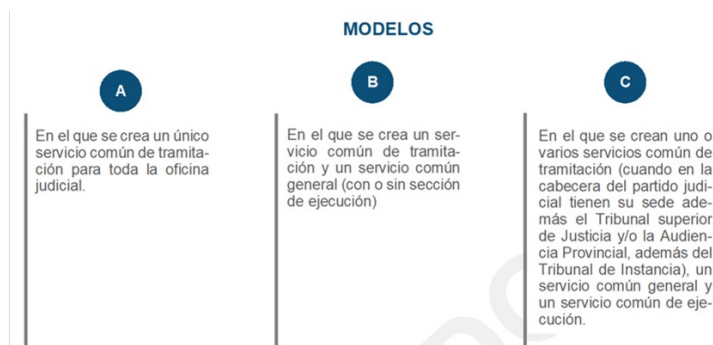 MODELOS
A
En el que se crea un único
servicio común de tramita-
ción para toda la oficina
judicial.
B
En el que se crea un ser-
vicio común de tramita-
ción y un servicio común
general (con o sin sección
de ejecución)
C
En el que se crean uno o
varios servicios común de
tramitación (cuando en la
cabecera del partido judi-
cial tienen su sede ade-
más el Tribunal superior
de Justicia y/o la Audien-
cia Provincial, además del
Tribunal de Instancia), un
servicio común general y
un servicio común de eje-
cución.